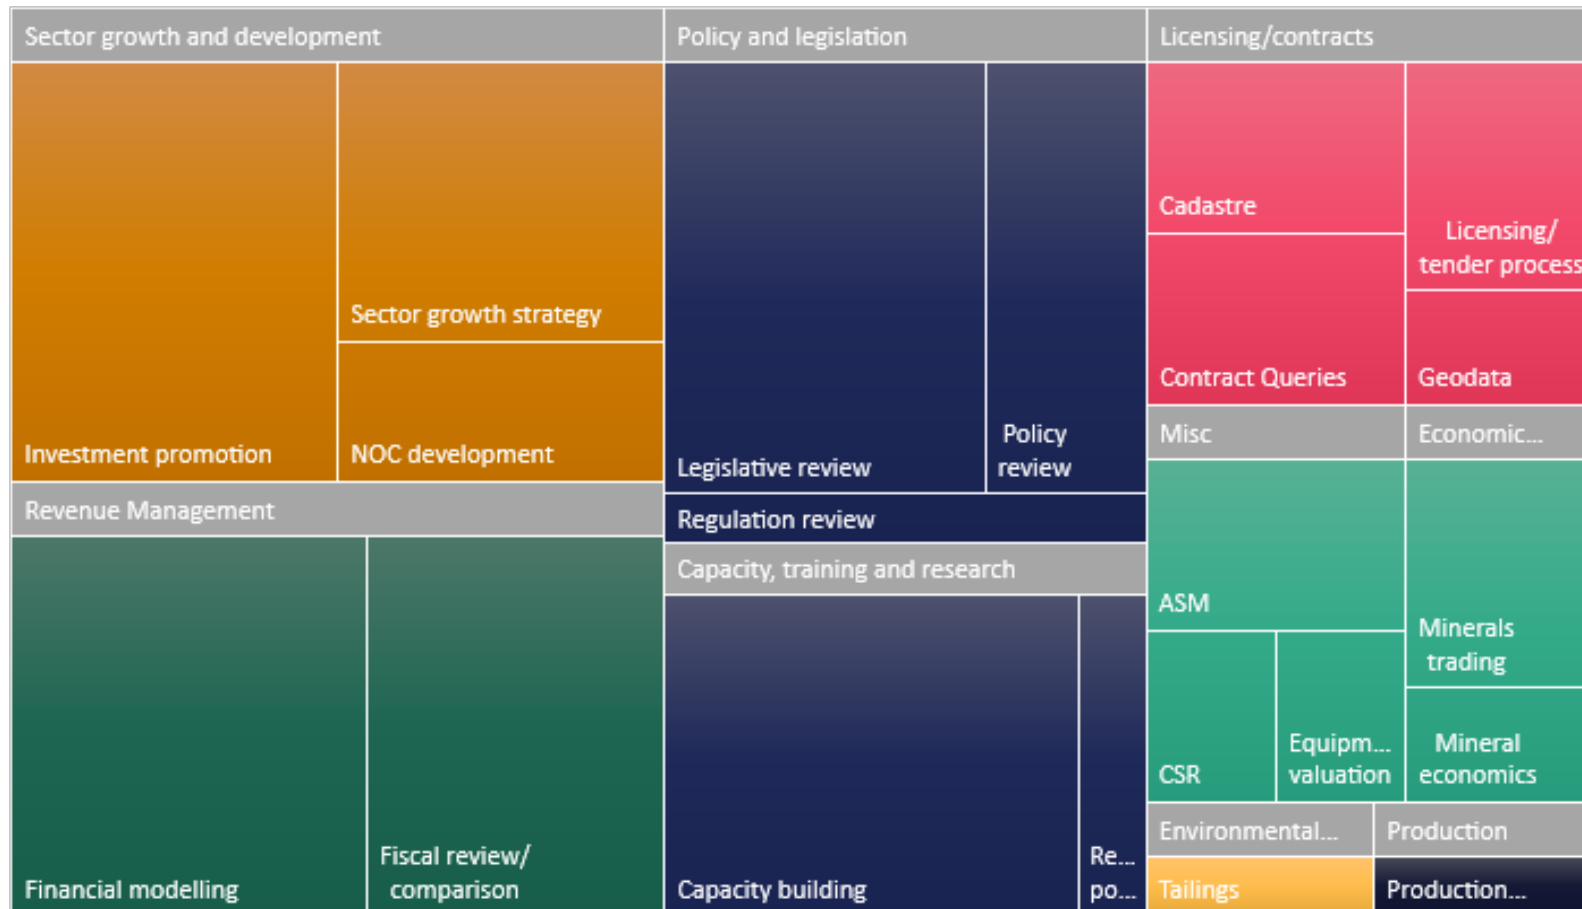 Sector growth and development
Investment promotion
Sector growth strategy
NOC development
Revenue Management
Financial modelling
Fiscal review/
comparison
Policy and legislation
Legislative review
Policy
review
Regulation review
Capacity, training and research
Capacity building
Re...
po...
Licensing/contracts
Cadastre
Contract Queries
Licensing/
tender process
Geodata
Misc
ASM
CSR
Equipm...
valuation
Economic...
Minerals
trading
Mineral
economics
Environmental...
Tailings
Production
Production...